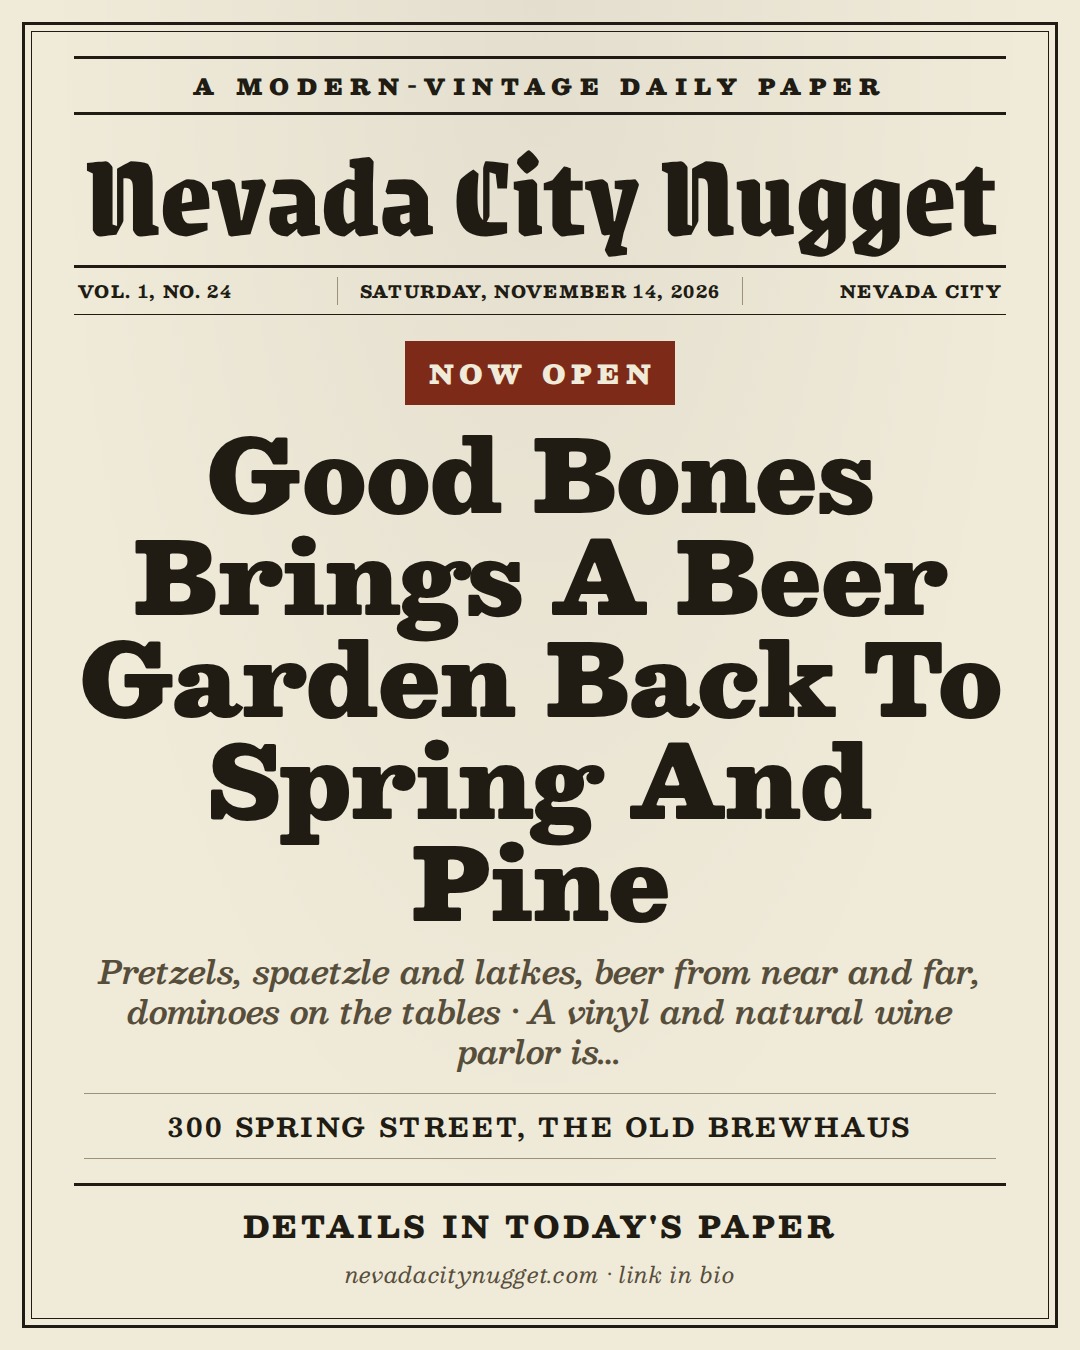 A MODERN-VINTAGE DAILY PAPER
Nevada City Nugget
VOL. 1, NO. 24
SATURDAY, NOVEMBER 14, 2026
NEVADA CITY
NOW OPEN
Good Bones
Brings A Beer
Garden Back To
Spring And
Pine
Pretzels, spaetzle and latkes, beer from near and far,
dominoes on the tables · A vinyl and natural wine
parlor is...
300 SPRING STREET, THE OLD BREWHAUS
DETAILS IN TODAY'S PAPER
nevadacitynugget.com · link in bio